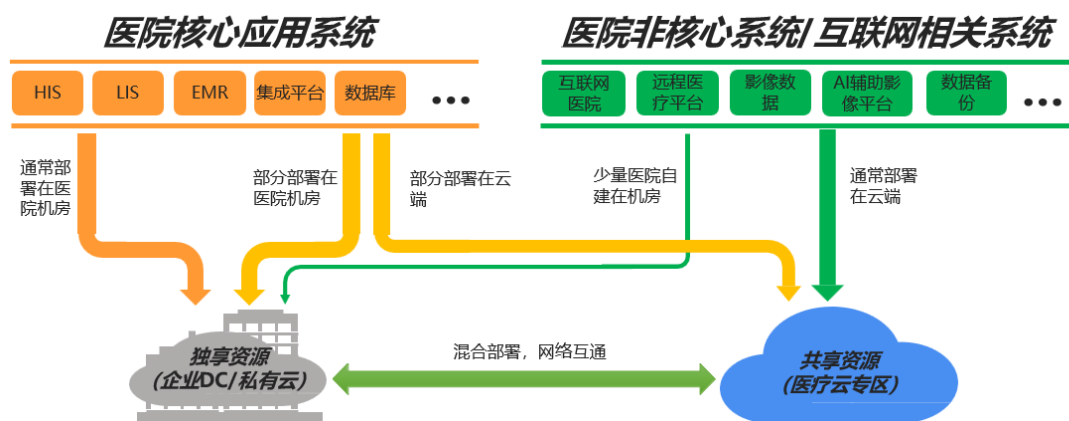 医院核心应用系统
医院非核心系统/互联网相关系统
HIS
LIS
EMR
集成平台
数据库
•••
互联网
医院
远程医
疗平台
影像数
据
AI辅助影
像平台
数据备
份
•••
通常部
署在医
院机房
部分部署在
医院机房
部分部署在云
端
少量医院自
建在机房
通常部署
在云端
独享资源
(企业DC/私有云)
混合部署，网络互通
共享资源
(医疗云专区)